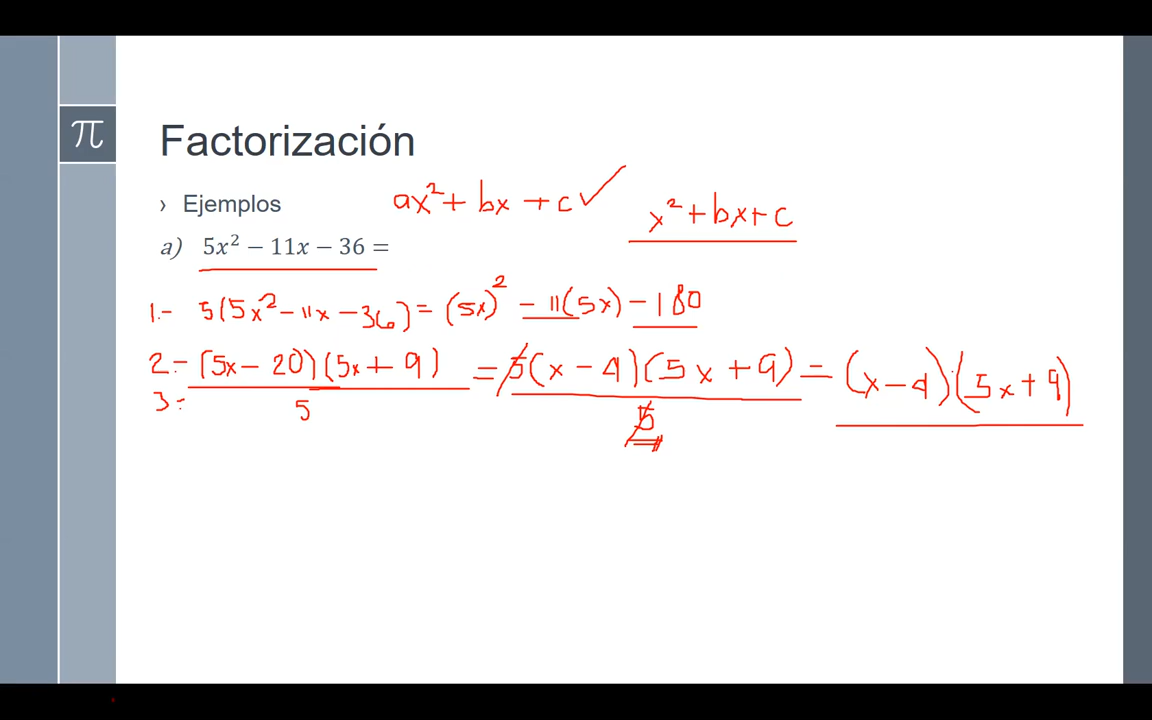 π
Factorización
› Ejemplos
ax² + bx + c ✓
x² + bx + c
a) 5x² − 11x − 36 =
1.- 5(5x² − 11x − 36) = (5x)² − 11(5x) − 180
2.- (5x − 20)(5x + 9) = 5(x − 4)(5x + 9) = (x − 4)(5x + 9)
3.- 5 5